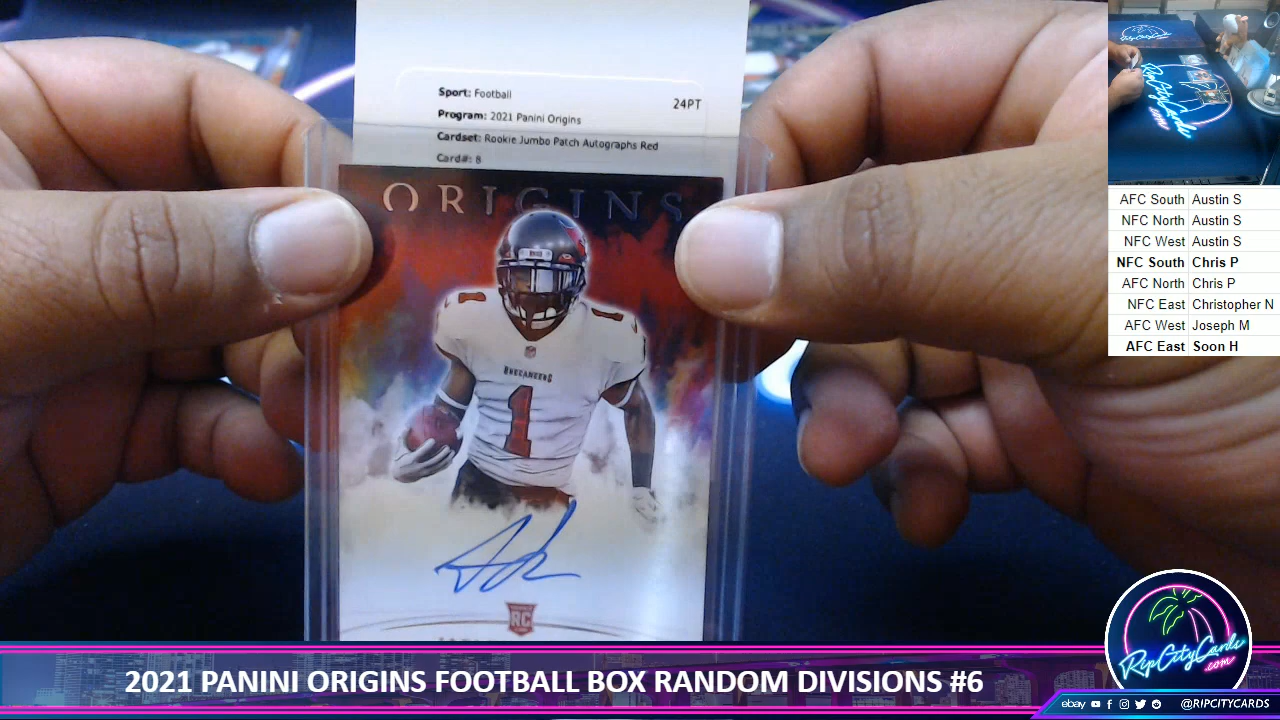 Sport: Football
24PT
Program: 2021 Panini Origins
Cardset: Rookie Jumbo Patch Autographs Red
Card#: 8
ORIGINS
BUCCANEERS
1
RC
AFC South Austin S
NFC North Austin S
NFC West Austin S
NFC South Chris P
AFC North Chris P
NFC East Christopher N
AFC West Joseph M
AFC East Soon H
2021 PANINI ORIGINS FOOTBALL BOX RANDOM DIVISIONS #6
RipCityCards
.com
ebay @RIPCITYCARDS